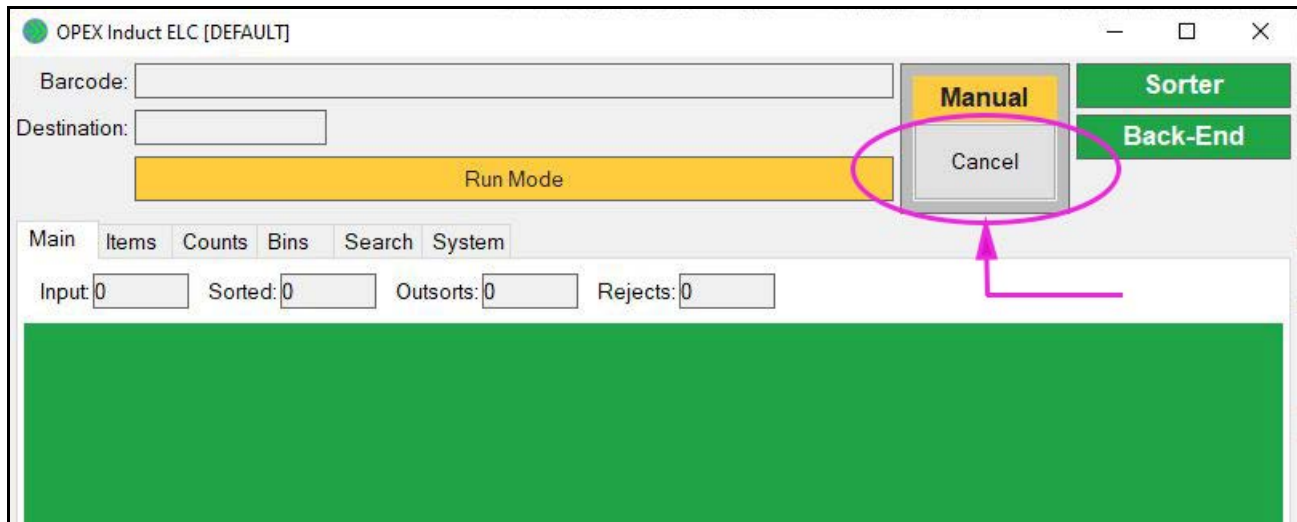 OPEX Induct ELC [DEFAULT]
Barcode:
Manual
Sorter
Destination:
Back-End
Cancel
Run Mode
Main Items Counts Bins Search System
Input: 0 Sorted: 0 Outsorts: 0 Rejects: 0